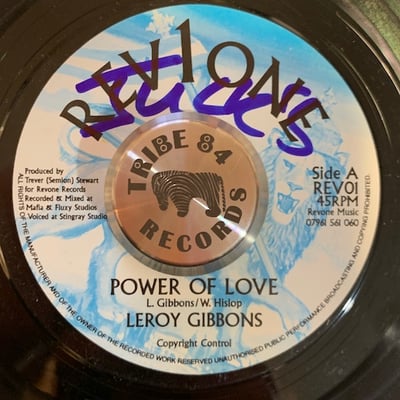 REV1ONE
Juck's
TRIBE 84
RECORDS
Produced by
Trever (Semion) Stewart
for Revone Records
Recorded & Mixed at
Mafia & Fluxy Studios
Voiced at Stingray Studio
Side A
REV01
45RPM
Revone Music
07961 561 060
POWER OF LOVE
L. Gibbons/W. Hislop
LEROY GIBBONS
Copyright Control
ALL RIGHTS OF THE MANUFACTURER AND OF THE OWNER OF THE RECORDED WORK RESERVED UNAUTHORISED PUBLIC PERFORMANCE BROADCASTING AND COPYING PROHIBITED.